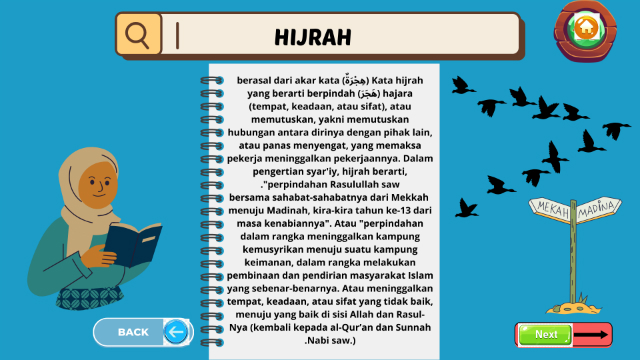 HIJRAH
berasal dari akar kata (هِجْرَةٌ) Kata hijrah
yang berarti berpindah (هَجَرَ) hajara
(tempat, keadaan, atau sifat), atau
memutuskan, yakni memutuskan
hubungan antara dirinya dengan pihak lain,
atau panas menyengat, yang memaksa
pekerja meninggalkan pekerjaannya. Dalam
pengertian syar'iy, hijrah berarti,
."perpindahan Rasulullah saw
bersama sahabat-sahabatnya dari Mekkah
menuju Madinah, kira-kira tahun ke-13 dari
masa kenabiannya". Atau "perpindahan
dalam rangka meninggalkan kampung
kemusyrikan menuju suatu kampung
keimanan, dalam rangka melakukan
pembinaan dan pendirian masyarakat Islam
yang sebenar-benarnya. Atau meninggalkan
tempat, keadaan, atau sifat yang tidak baik,
menuju yang baik di sisi Allah dan Rasul-
Nya (kembali kepada al-Qur'an dan Sunnah
.Nabi saw.)
MEKAH
MADINA
BACK
Next